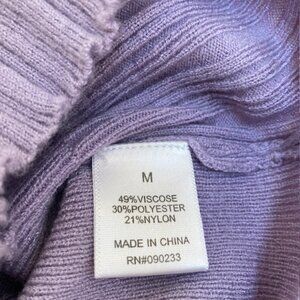 M
49%VISCOSE
30%POLYESTER
21%NYLON
MADE IN CHINA
RN#090233